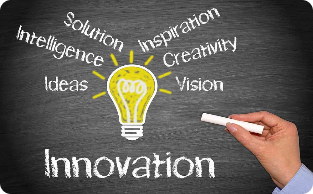 Solution
Inspiration
Intelligence
Creativity
Ideas
Vision
Innovation